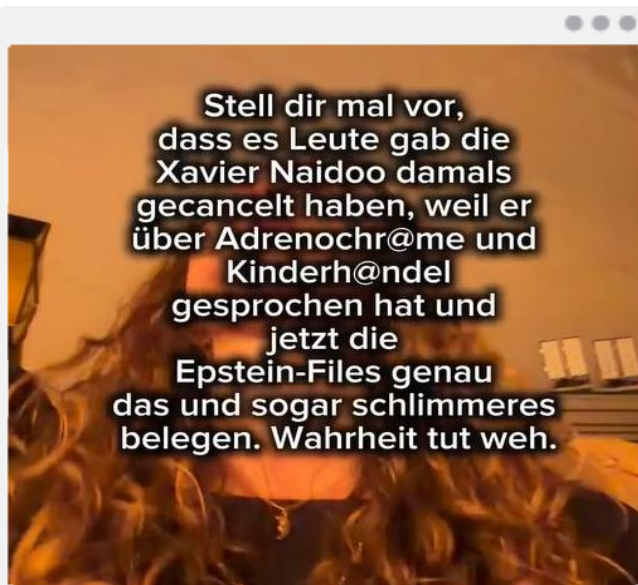 Stell dir mal vor,
dass es Leute gab die
Xavier Naidoo damals
gecancelt haben, weil er
über Adrenochr@me und
Kinderh@ndel
gesprochen hat und
jetzt die
Epstein-Files genau
das und sogar schlimmeres
belegen. Wahrheit tut weh.